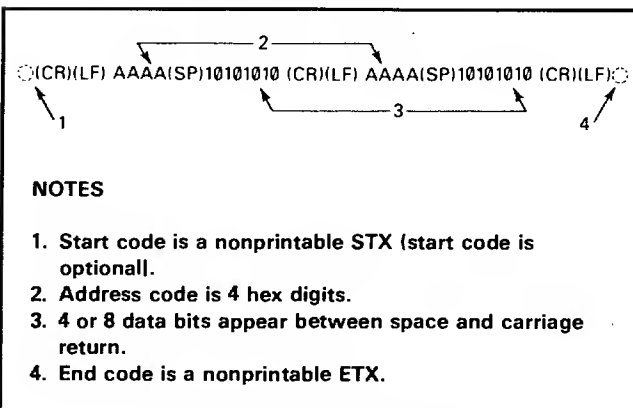 2
(CR)(LF) AAAA(SP)10101010 (CR)(LF) AAAA(SP)10101010 (CR)(LF)
1 3 4
NOTES
1. Start code is a nonprintable STX (start code is
optional).
2. Address code is 4 hex digits.
3. 4 or 8 data bits appear between space and carriage
return.
4. End code is a nonprintable ETX.